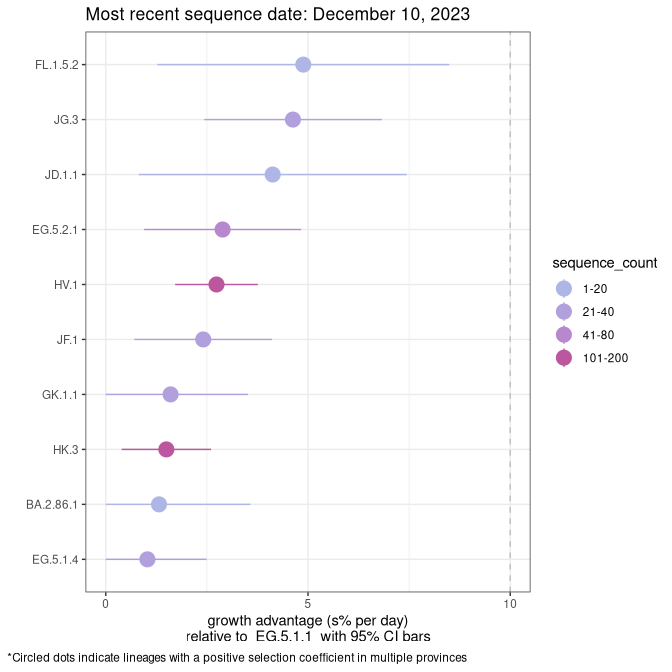 Most recent sequence date: December 10, 2023
FL.1.5.2
JG.3
JD.1.1
EG.5.2.1
HV.1
JF.1
GK.1.1
HK.3
BA.2.86.1
EG.5.1.4
0 5 10
growth advantage (s% per day)
relative to EG.5.1.1 with 95% CI bars
sequence_count
1-20
21-40
41-80
101-200
*Circled dots indicate lineages with a positive selection coefficient in multiple provinces